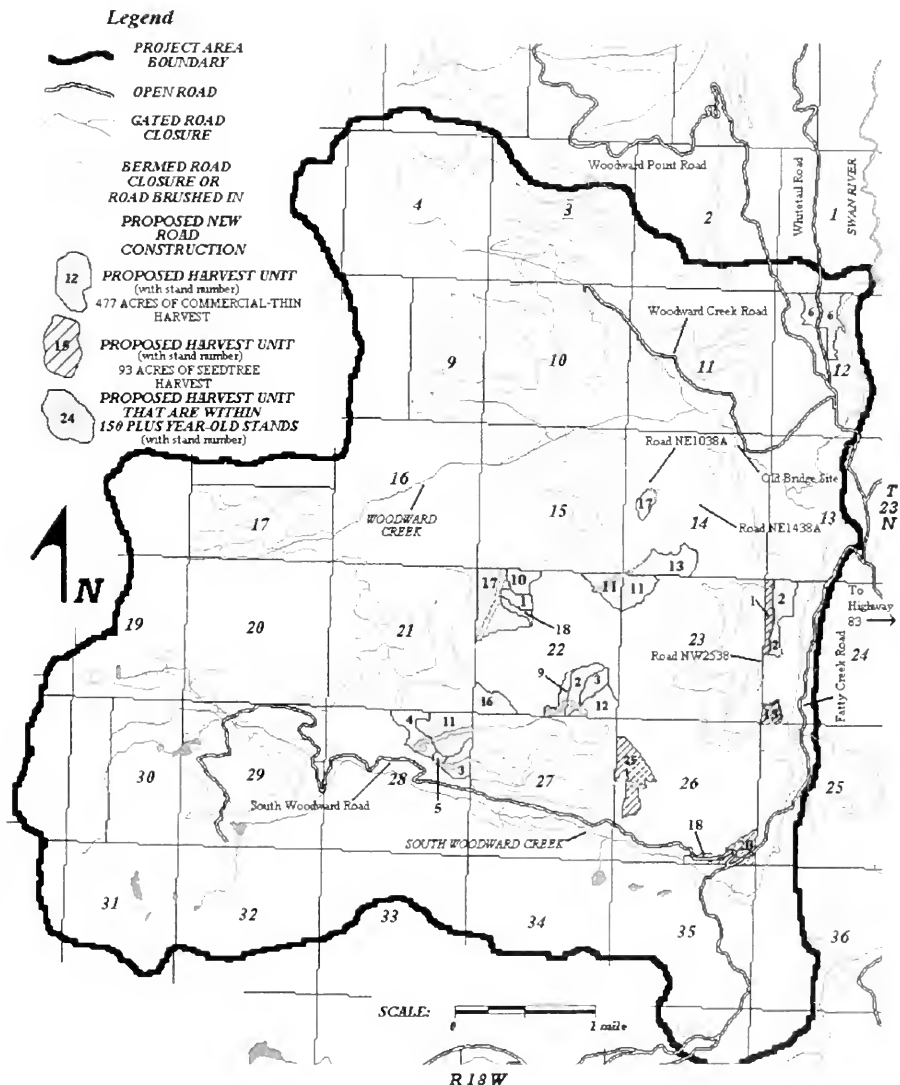 Legend
PROJECT AREA
BOUNDARY
OPEN ROAD
GATED ROAD
CLOSURE
BERMED ROAD
CLOSURE OR
ROAD BRUSHED IN
PROPOSED NEW
ROAD
CONSTRUCTION
12
PROPOSED HARVEST UNIT
(with stand number)
477 ACRES OF COMMERCIAL-THIN
HARVEST
15
PROPOSED HARVEST UNIT
(with stand number)
93 ACRES OF SEEDTREE
HARVEST
24
PROPOSED HARVEST UNIT
THAT ARE WITHIN
150 PLUS YEAR-OLD STANDS
(with stand number)
Woodward Point Road
Whitetail Road
SWAN RIVER
4
3
2
1
Woodward Creek Road
6
6
9
10
11
12
Road NE1038A
Old Bridge Site
16
17
WOODWARD
CREEK
15
17
14
Road NE1438A
13
T
23
N
N
17
10
1
18
11
11
13
1
2
2
To
Highway
83
19
20
21
22
23
Road NW2538
24
Fatty Creek Road
9
2
3
12
16
15
4
11
3
5
25
30
29
28
27
26
25
South Woodward Road
SOUTH WOODWARD CREEK
18
20
31
32
33
34
35
36
SCALE:
0
1 mile
R 18 W